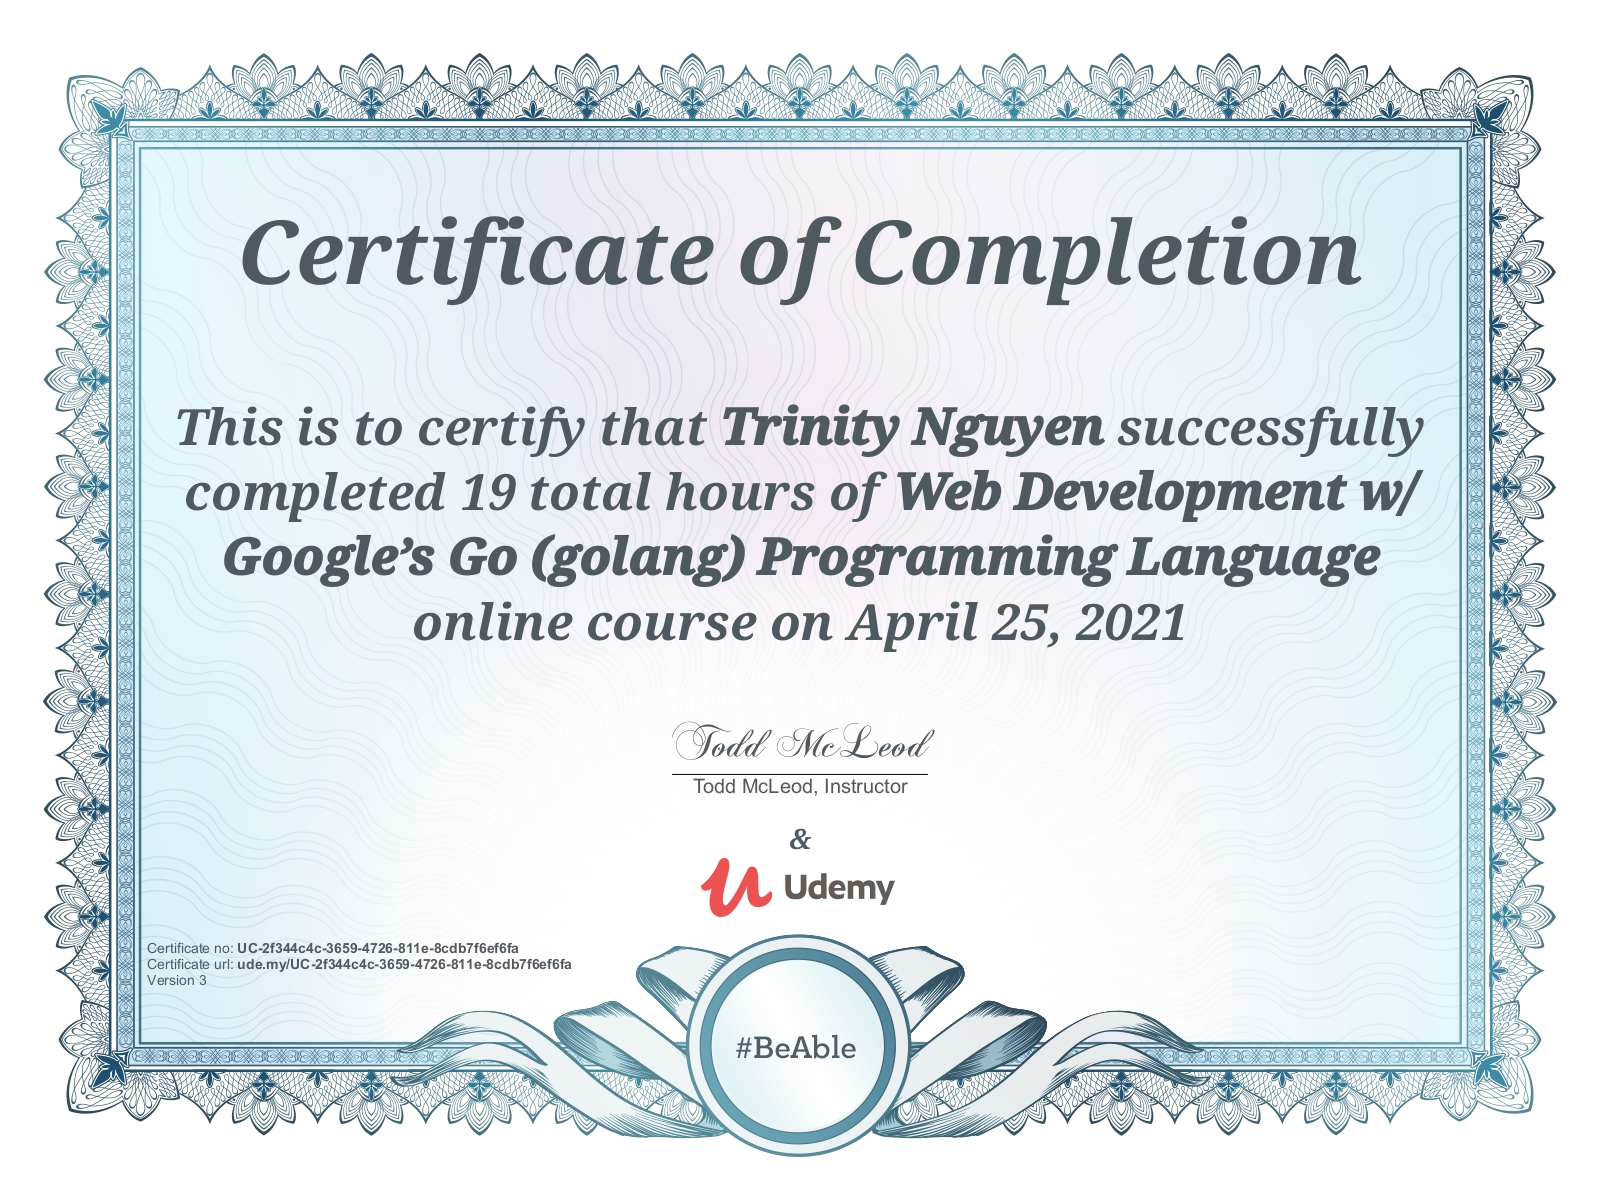 Certificate of Completion
This is to certify that Trinity Nguyen successfully
completed 19 total hours of Web Development w/
Google’s Go (golang) Programming Language
online course on April 25, 2021
Todd McLeod
Todd McLeod, Instructor
&
Udemy
Certificate no: UC-2f344c4c-3659-4726-811e-8cdb7f6ef6fa
Certificate url: ude.my/UC-2f344c4c-3659-4726-811e-8cdb7f6ef6fa
Version 3
#BeAble